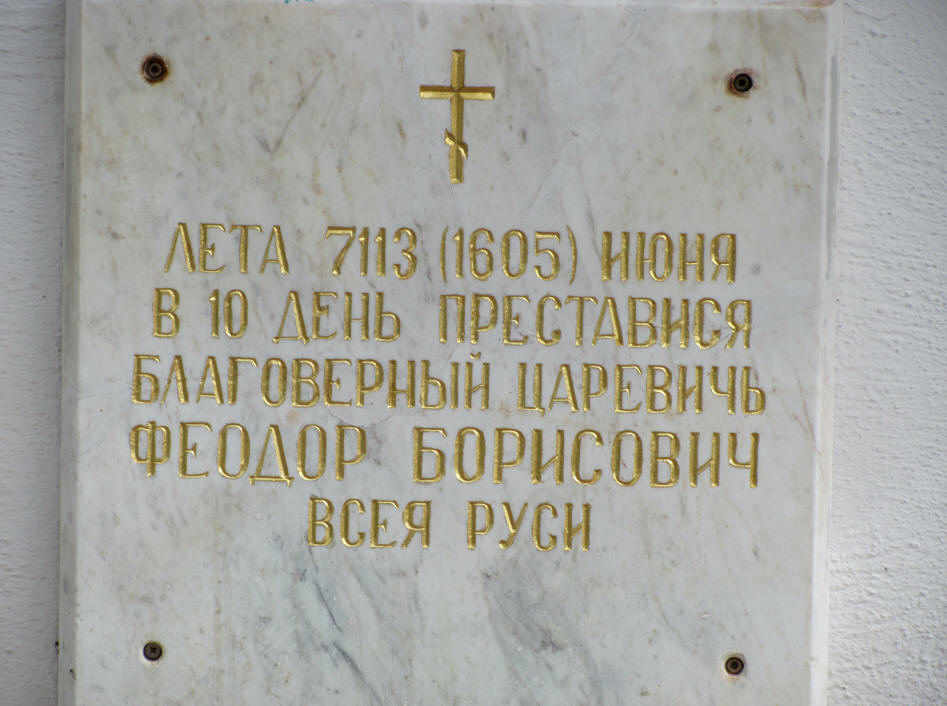 ЛЕТА 7113 (1605) ИЮНЯ
В 10 ДЕНЬ ПРЕСТАВИСЯ
БЛАГОВЕРНЫЙ ЦАРЕВИЧЬ
ФЕОДОР БОРИСОВИЧ
ВСЕЯ РУСИ